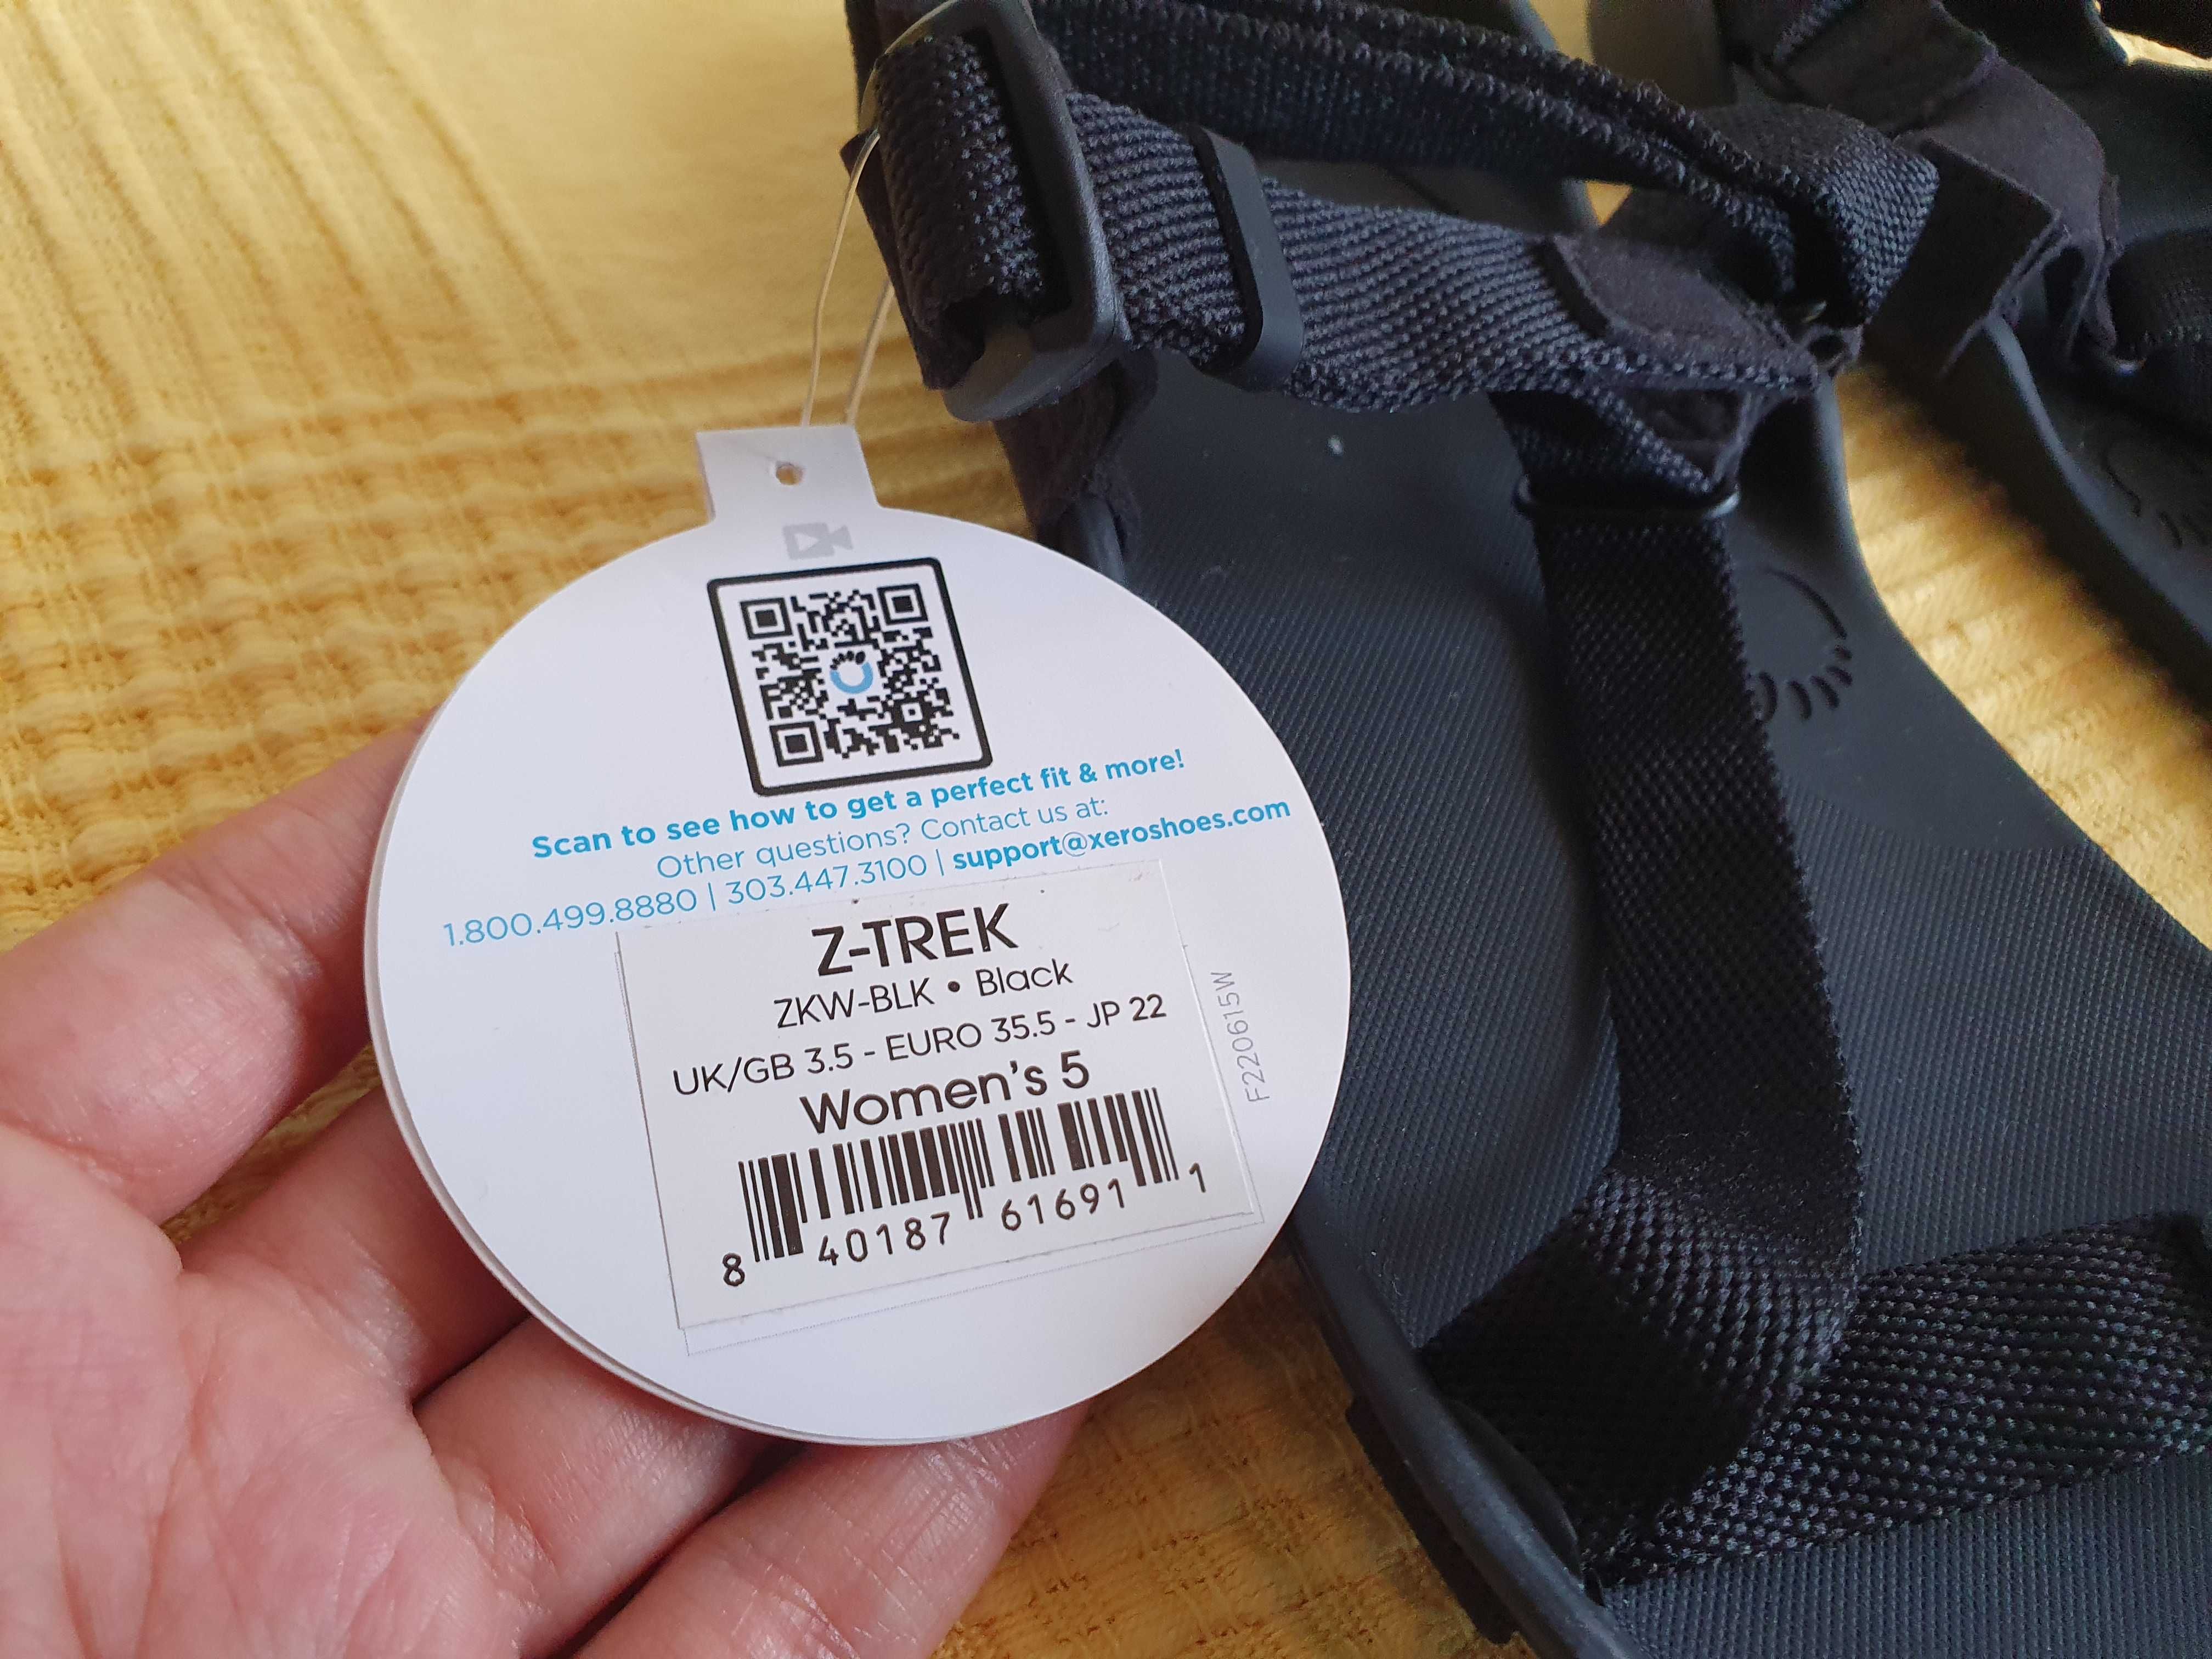 Scan to see how to get a perfect fit & more!
Other questions? Contact us at:
1.800.499.8880 | 303.447.3100 | support@xeroshoes.com
Z-TREK
ZKW-BLK • Black
UK/GB 3.5 - EURO 35.5 - JP 22
Women's 5
8 40187 61691 1
F220615W